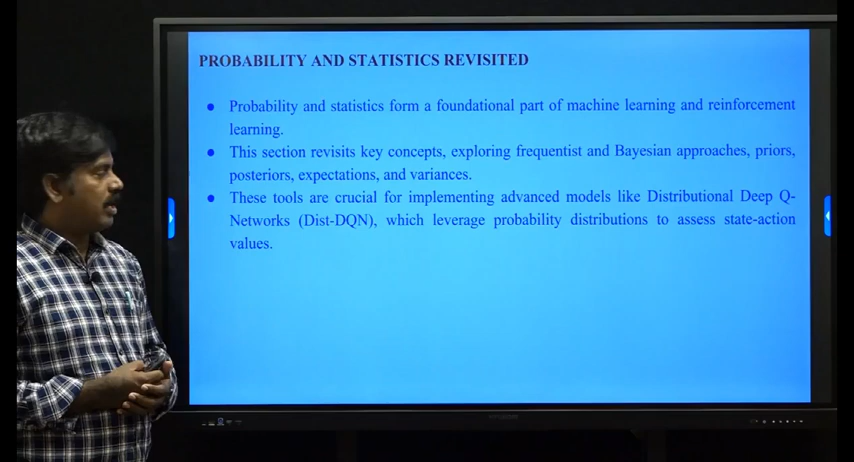 PROBABILITY AND STATISTICS REVISITED
● Probability and statistics form a foundational part of machine learning and reinforcement
learning.
● This section revisits key concepts, exploring frequentist and Bayesian approaches, priors,
posteriors, expectations, and variances.
● These tools are crucial for implementing advanced models like Distributional Deep Q-
Networks (Dist-DQN), which leverage probability distributions to assess state-action
values.